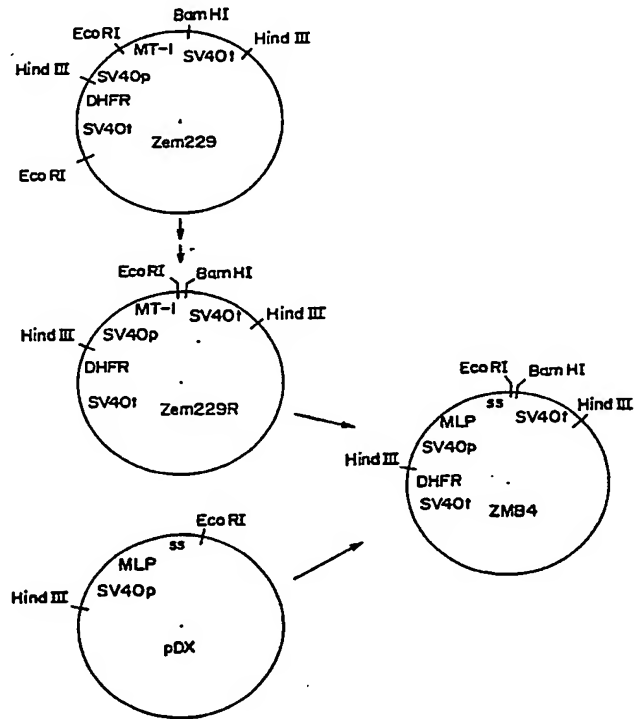 BamHI
EcoRI
MT-I
Hind III
SV40t
Hind III
SV40p
DHFR
SV40t
Zem229
EcoRI
EcoRI
BamHI
MT-I
SV40t
Hind III
SV40p
Hind III
DHFR
SV40t
Zem229R
EcoRI
BamHI
ss
SV40t
Hind III
MLP
SV40p
Hind III
DHFR
SV40t
ZMB4
EcoRI
ss
MLP
SV40p
Hind III
pDX